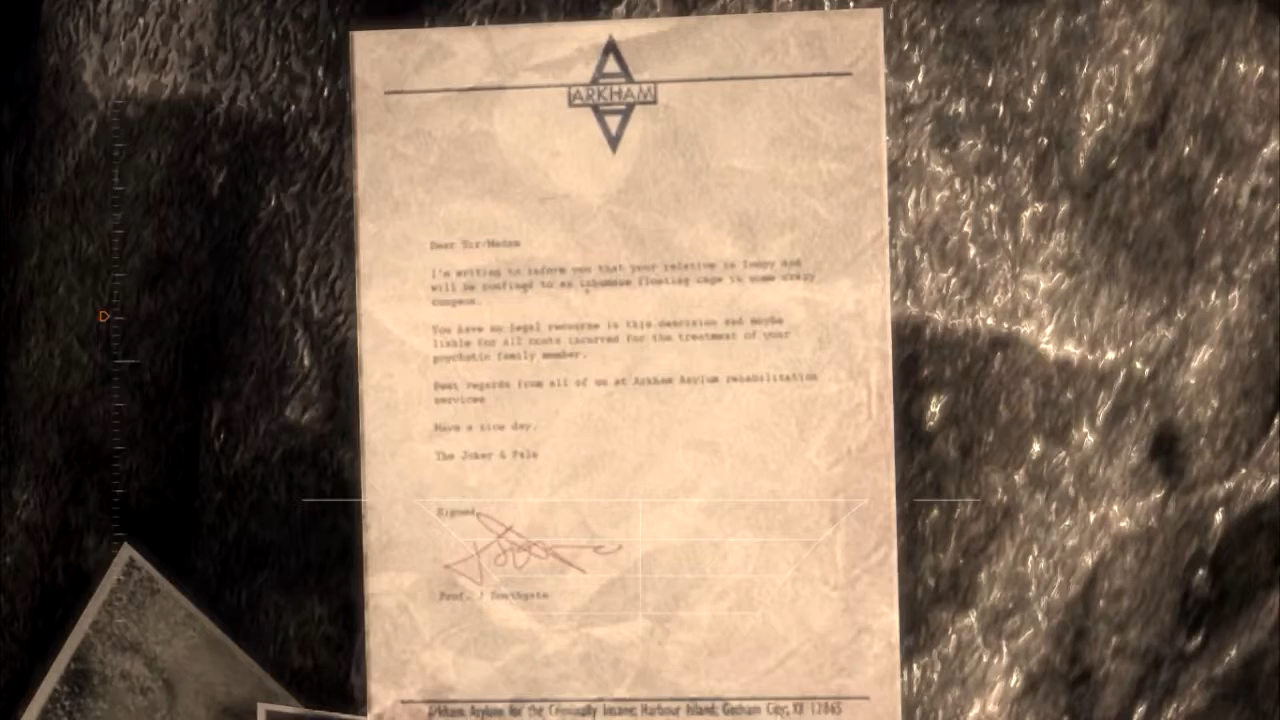 ARKHAM
Dear Sir/Madam
I'm writing to inform you that your relative is loopy and
will be confined to an inhumane floating cage in some crazy
dungeon.
You have no legal recourse in this descision and maybe
liable for all costs incurred for the treatment of your
psychotic family member.
Best regards from all of us at Arkham Asylum rehabilitation
services
Have a nice day.
The Joker & Pals
Signed,
Prof. J Southgate
Arkham Asylum for the Criminally Insane; Harbour Island; Gotham City, XX 12065